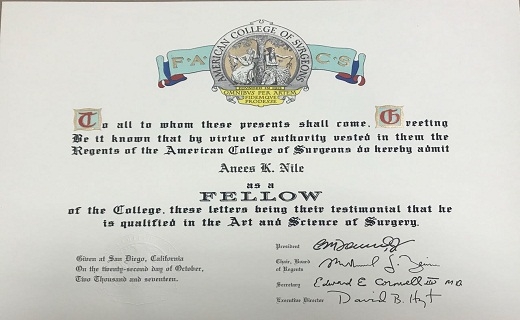 F · A · C · S
AMERICAN COLLEGE OF SURGEONS
OMNIBUS PER ARTEM
FIDEMQUE
PRODESSE
To all to whom these presents shall come, Greeting
Be it known that by virtue of authority vested in them the
Regents of the American College of Surgeons do hereby admit
Anees K. Nile
as a
FELLOW
of the College, these letters being their testimonial that he
is qualified in the Art and Science of Surgery.
Given at San Diego, California
On the twenty-second day of October,
Two Thousand and seventeen.
President
Chair, Board
of Regents
Secretary Edward E. Cornwell III M.D.
Executive Director David B. Hoyt